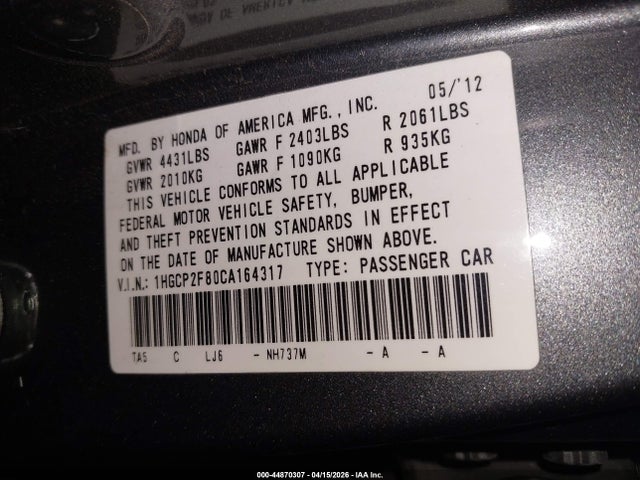 05/'12
MFD. BY HONDA OF AMERICA MFG., INC.
GVWR 4431LBS GAWR F 2403LBS R 2061LBS
GVWR 2010KG GAWR F 1090KG R 935KG
THIS VEHICLE CONFORMS TO ALL APPLICABLE
FEDERAL MOTOR VEHICLE SAFETY, BUMPER,
AND THEFT PREVENTION STANDARDS IN EFFECT
ON THE DATE OF MANUFACTURE SHOWN ABOVE.
V.I.N.: 1HGCP2F80CA164317 TYPE: PASSENGER CAR
TA5 C LJ6 - NH737M - A - A
000-44870307 - 04/15/2026 - IAA Inc.